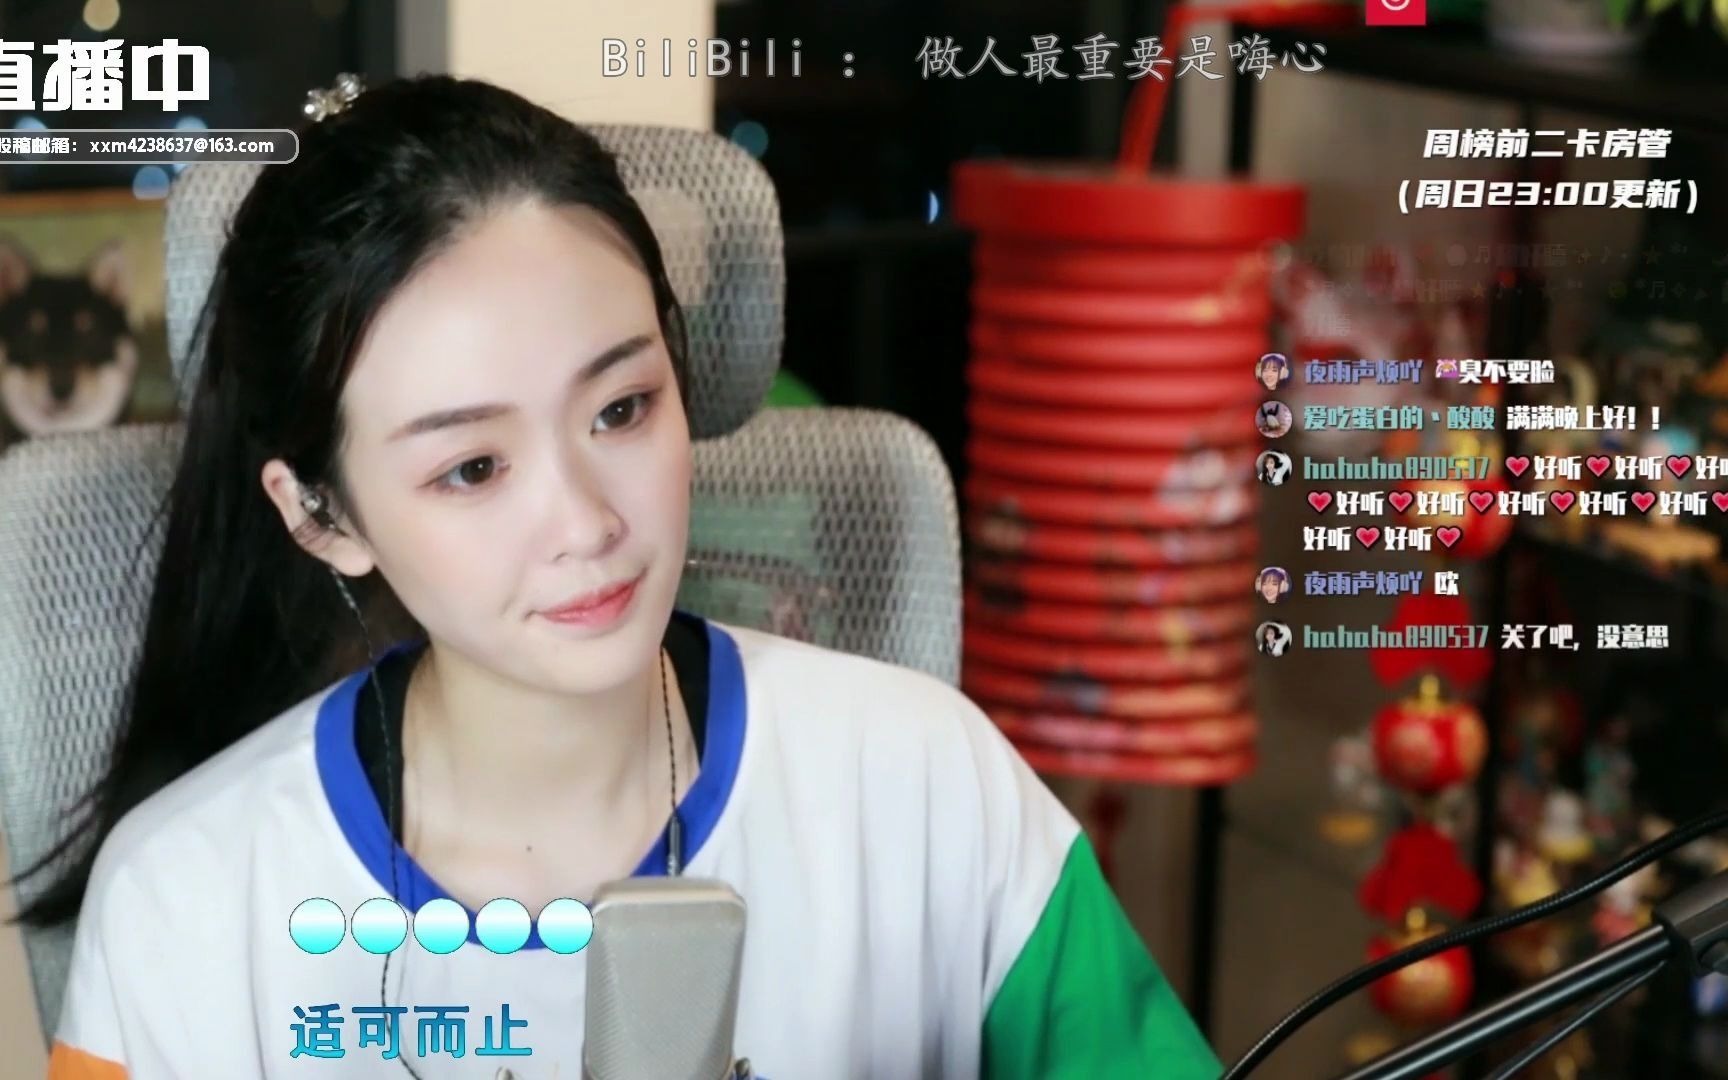 直播中
BiliBili ： 做人最重要是嗨心
投稿邮箱：xxm4238637@163.com
周榜前二卡房管
(周日23:00更新)
夜雨声烦吖 臭不要脸
爱吃蛋白的、酸酸 满满晚上好！！
hahaha890537 ❤好听❤好听❤好听
❤好听❤好听❤好听❤好听❤好听❤
好听❤好听❤
夜雨声烦吖 欧
hahaha890537 关了吧，没意思
适可而止